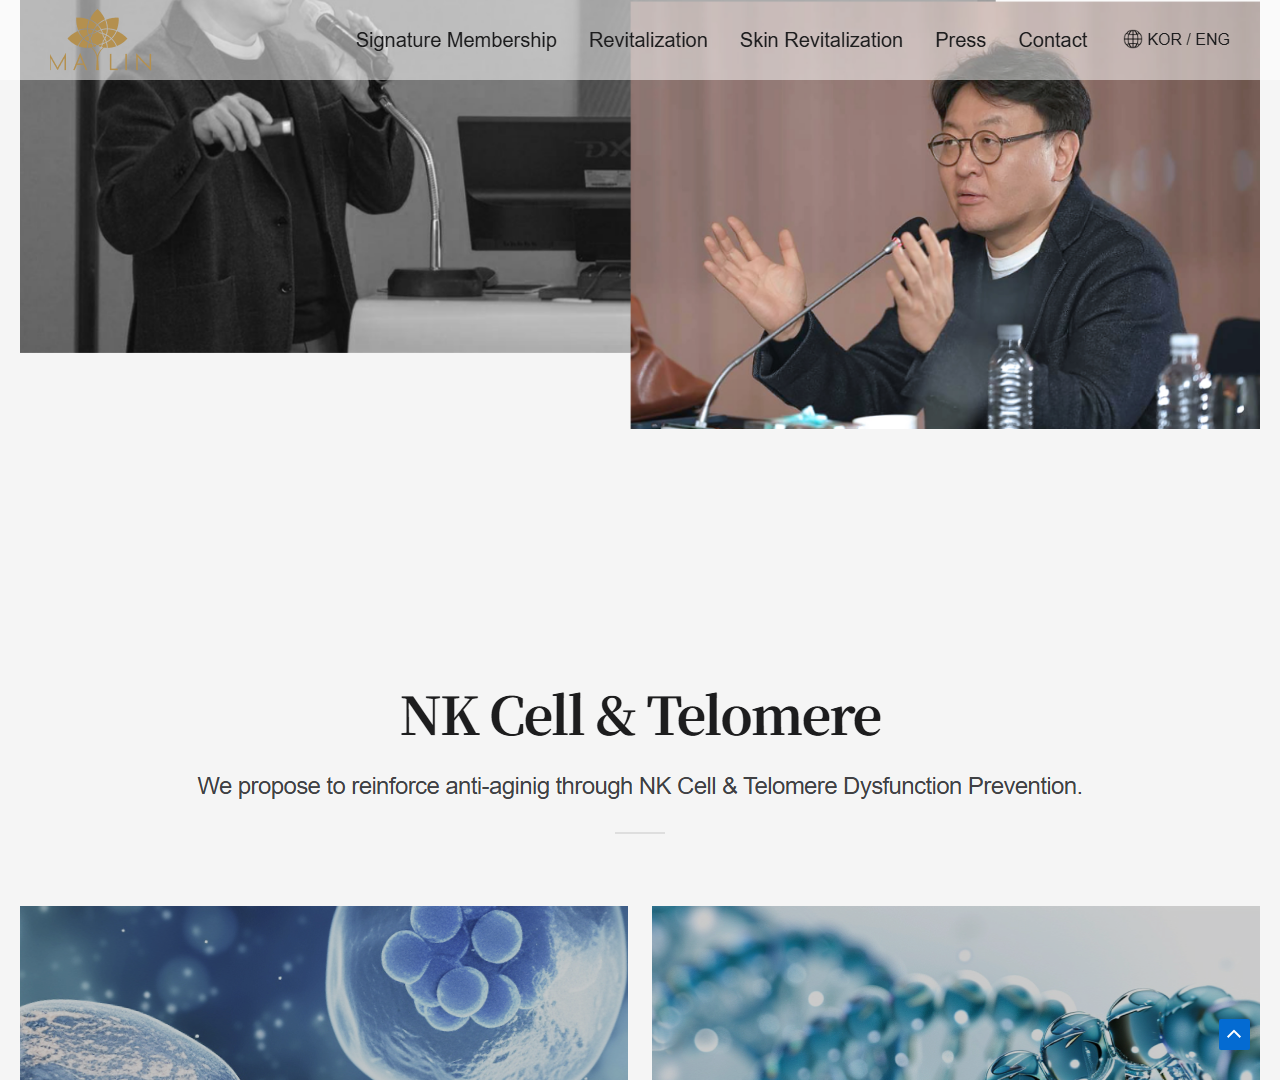 MAILIN
Signature Membership
Revitalization
Skin Revitalization
Press
Contact
KOR / ENG
DX
NK Cell & Telomere
We propose to reinforce anti-aginig through NK Cell & Telomere Dysfunction Prevention.